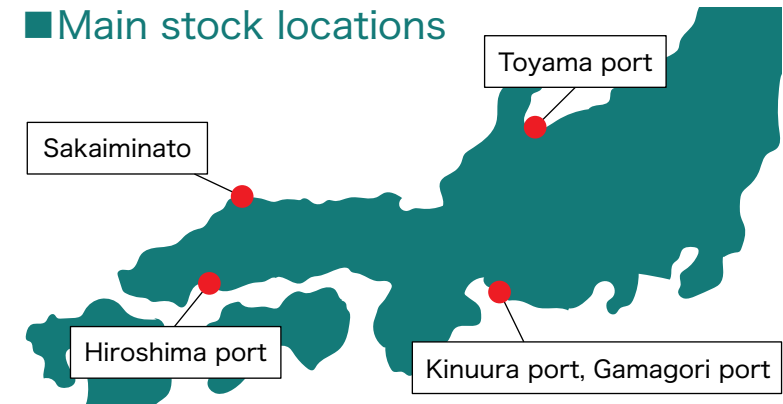 ■Main stock locations
Toyama port
Sakaiminato
Hiroshima port
Kinuura port, Gamagori port